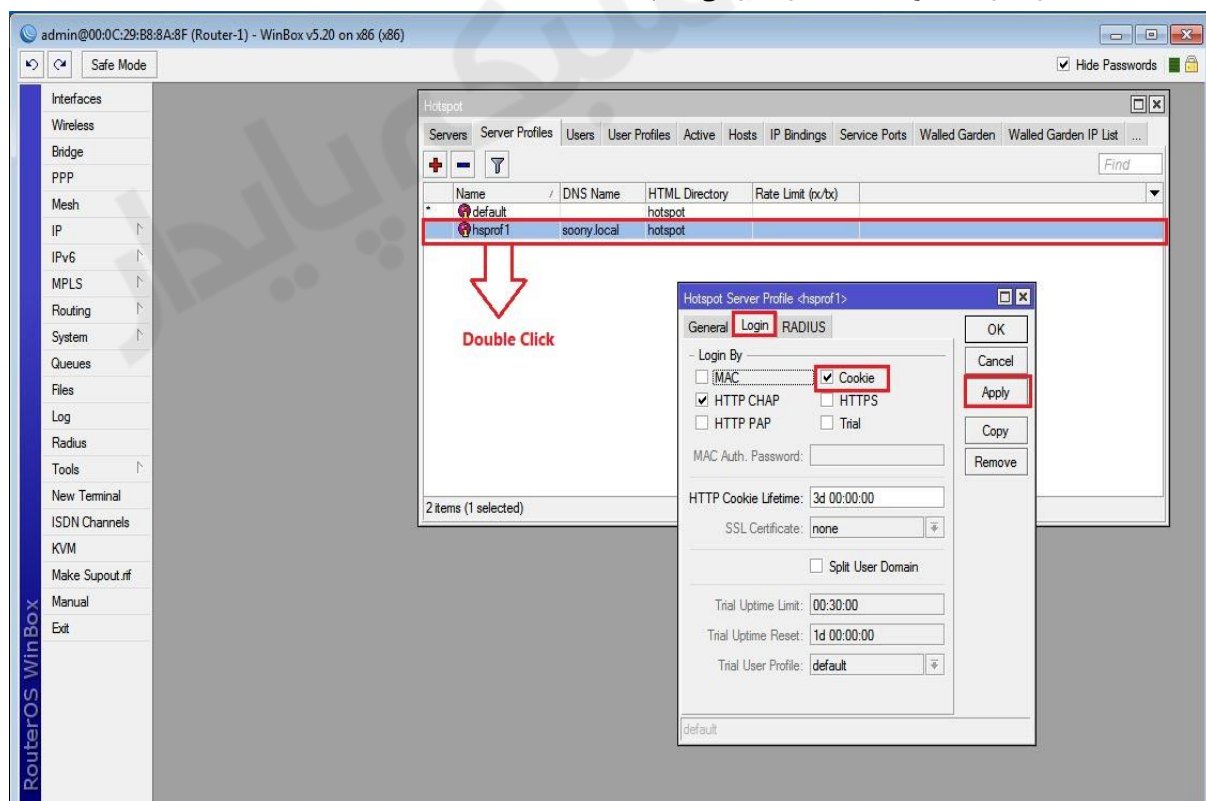 admin@00:0C:29:B8:8A:8F (Router-1) - WinBox v5.20 on x86 (x86)
Safe Mode
Hide Passwords
Interfaces
Wireless
Bridge
PPP
Mesh
IP
IPv6
MPLS
Routing
System
Queues
Files
Log
Radius
Tools
New Terminal
ISDN Channels
KVM
Make Supout.rif
Manual
Exit
RouterOS WinBox
Hotspot
Servers Server Profiles Users User Profiles Active Hosts IP Bindings Service Ports Walled Garden Walled Garden IP List ...
Find
Name / DNS Name HTML Directory Rate Limit (rx/tx)
* default hotspot
hsprof1 soony.local hotspot
Double Click
2 items (1 selected)
Hotspot Server Profile <hsprof1>
General Login RADIUS
Login By
MAC Cookie
HTTP CHAP HTTPS
HTTP PAP Trial
MAC Auth. Password:
HTTP Cookie Lifetime: 3d 00:00:00
SSL Certificate: none
Split User Domain
Trial Uptime Limit: 00:30:00
Trial Uptime Reset: 1d 00:00:00
Trial User Profile: default
default
OK
Cancel
Apply
Copy
Remove
شبکه پایدار